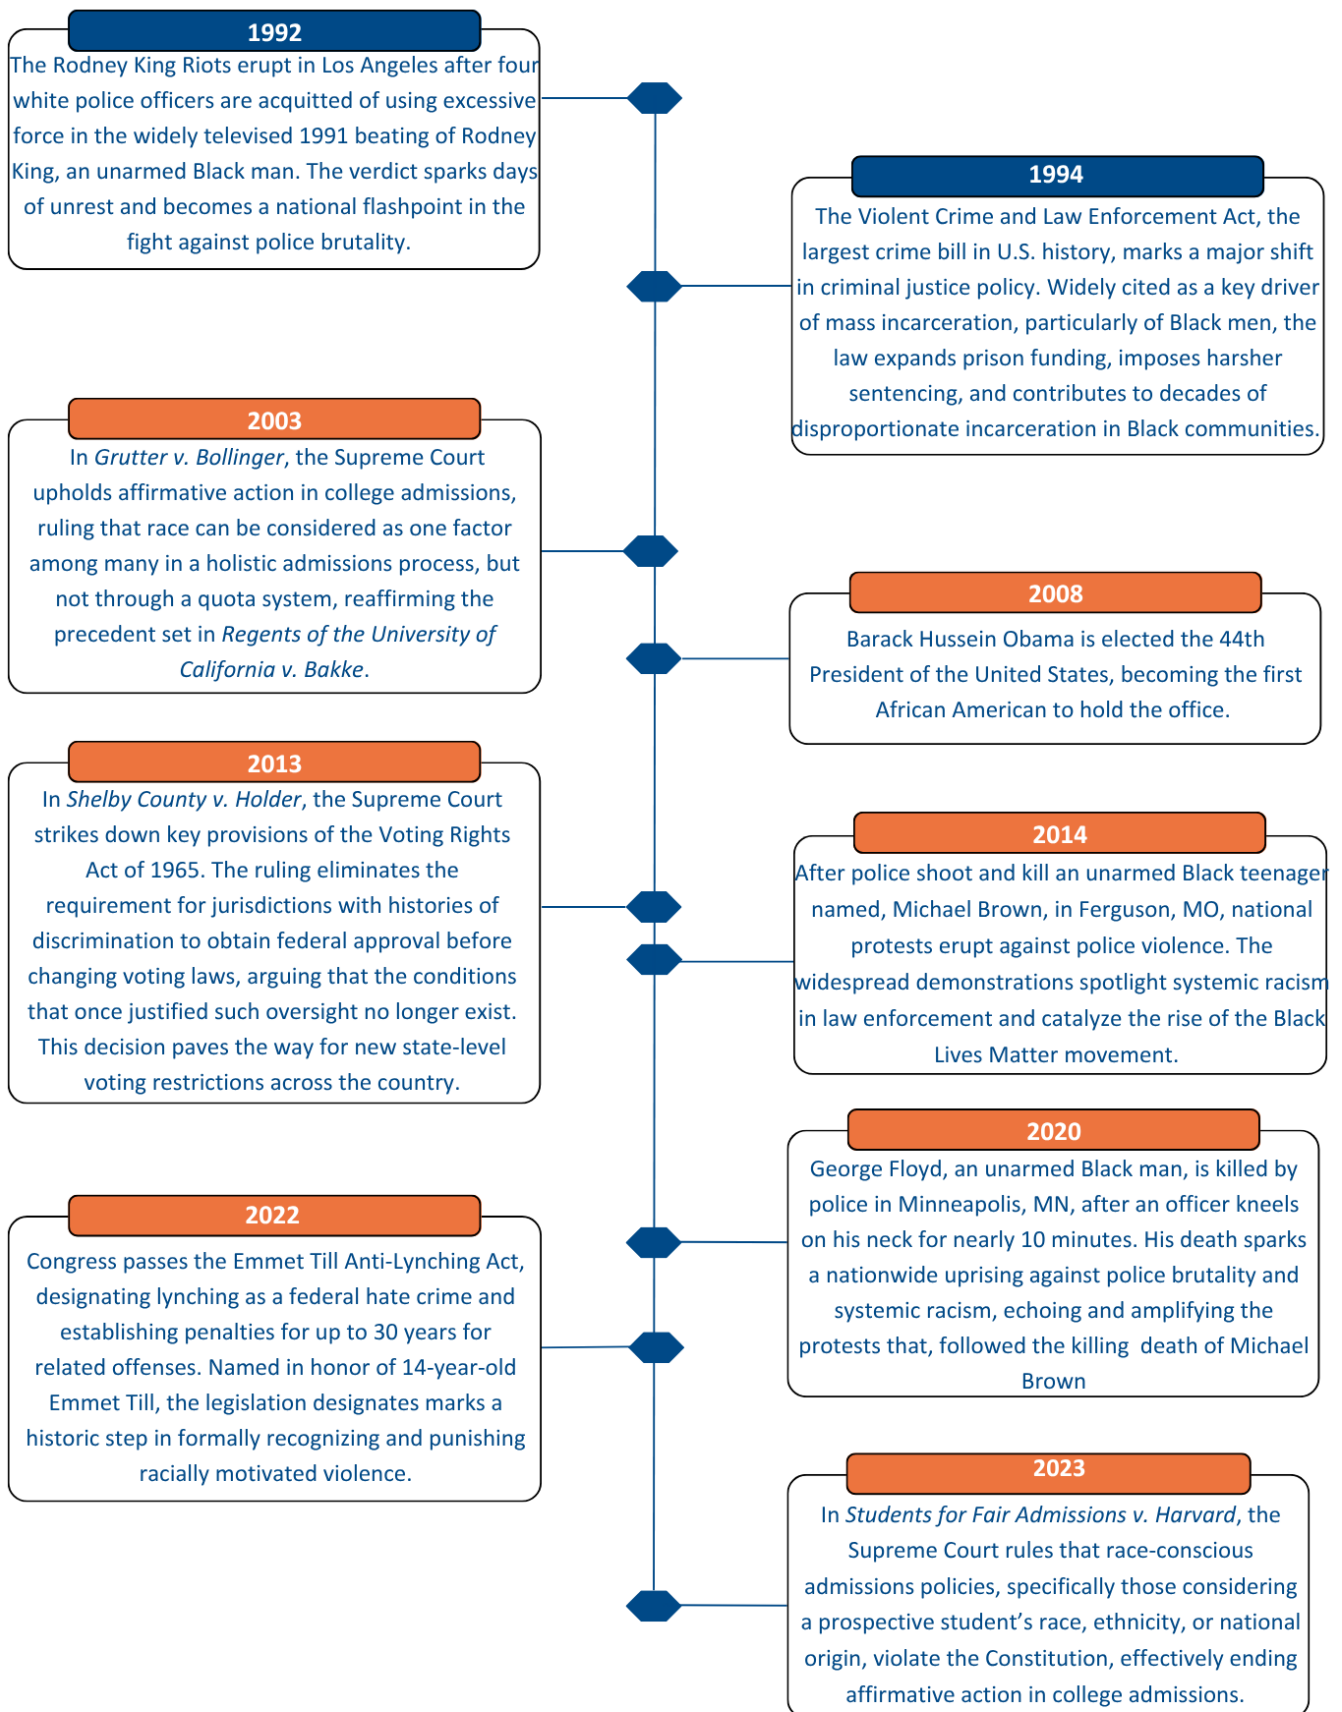 1992
The Rodney King Riots erupt in Los Angeles after four
white police officers are acquitted of using excessive
force in the widely televised 1991 beating of Rodney
King, an unarmed Black man. The verdict sparks days
of unrest and becomes a national flashpoint in the
fight against police brutality.
1994
The Violent Crime and Law Enforcement Act, the
largest crime bill in U.S. history, marks a major shift
in criminal justice policy. Widely cited as a key driver
of mass incarceration, particularly of Black men, the
law expands prison funding, imposes harsher
sentencing, and contributes to decades of
disproportionate incarceration in Black communities.
2003
In Grutter v. Bollinger, the Supreme Court
upholds affirmative action in college admissions,
ruling that race can be considered as one factor
among many in a holistic admissions process, but
not through a quota system, reaffirming the
precedent set in Regents of the University of
California v. Bakke.
2008
Barack Hussein Obama is elected the 44th
President of the United States, becoming the first
African American to hold the office.
2013
In Shelby County v. Holder, the Supreme Court
strikes down key provisions of the Voting Rights
Act of 1965. The ruling eliminates the
requirement for jurisdictions with histories of
discrimination to obtain federal approval before
changing voting laws, arguing that the conditions
that once justified such oversight no longer exist.
This decision paves the way for new state-level
voting restrictions across the country.
2014
After police shoot and kill an unarmed Black teenager
named, Michael Brown, in Ferguson, MO, national
protests erupt against police violence. The
widespread demonstrations spotlight systemic racism
in law enforcement and catalyze the rise of the Black
Lives Matter movement.
2020
George Floyd, an unarmed Black man, is killed by
police in Minneapolis, MN, after an officer kneels
on his neck for nearly 10 minutes. His death sparks
a nationwide uprising against police brutality and
systemic racism, echoing and amplifying the
protests that, followed the killing  death of Michael
Brown
2022
Congress passes the Emmet Till Anti-Lynching Act,
designating lynching as a federal hate crime and
establishing penalties for up to 30 years for
related offenses. Named in honor of 14-year-old
Emmet Till, the legislation designates marks a
historic step in formally recognizing and punishing
racially motivated violence.
2023
In Students for Fair Admissions v. Harvard, the
Supreme Court rules that race-conscious
admissions policies, specifically those considering
a prospective student’s race, ethnicity, or national
origin, violate the Constitution, effectively ending
affirmative action in college admissions.